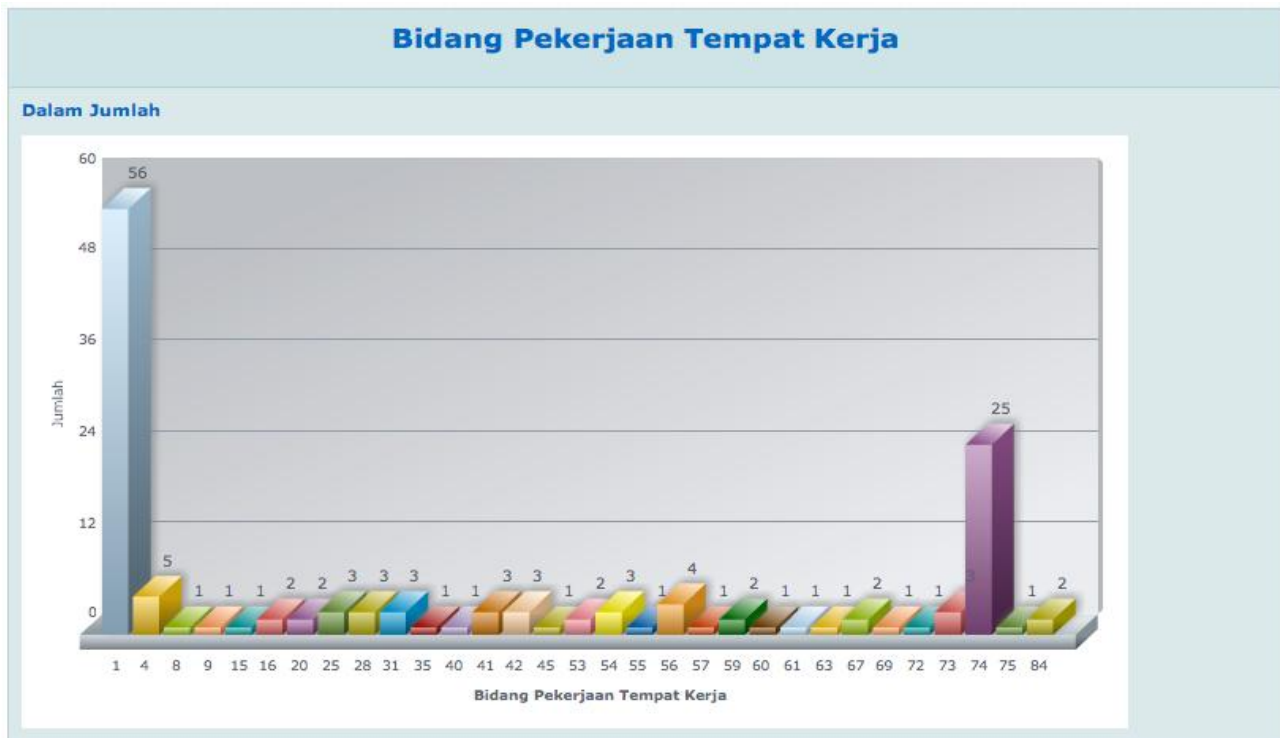 Bidang Pekerjaan Tempat Kerja
Dalam Jumlah
60
56
48
36
Jumlah
24
25
12
5 1 1 1 2 2 3 3 3 1 1 3 3 1 2 3 1 4 1 2 1 1 1 2 1 1 3 1 2
0
1 4 8 9 15 16 20 25 28 31 35 40 41 42 45 53 54 55 56 57 59 60 61 63 67 69 72 73 74 75 84
Bidang Pekerjaan Tempat Kerja